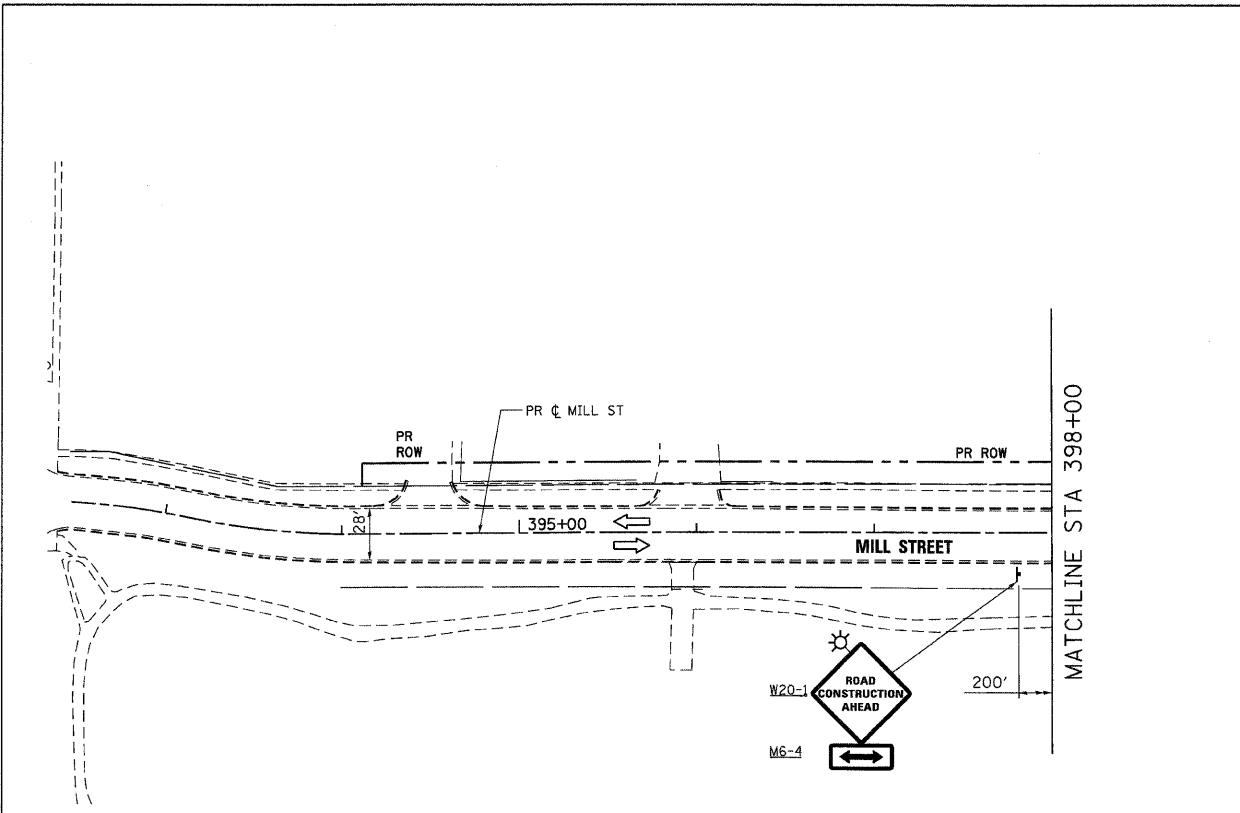 PR ℄ MILL ST
PR
ROW
PR ROW
28'
395+00
MILL STREET
MATCHLINE STA 398+00
W20-1
ROAD
CONSTRUCTION
AHEAD
200'
M6-4